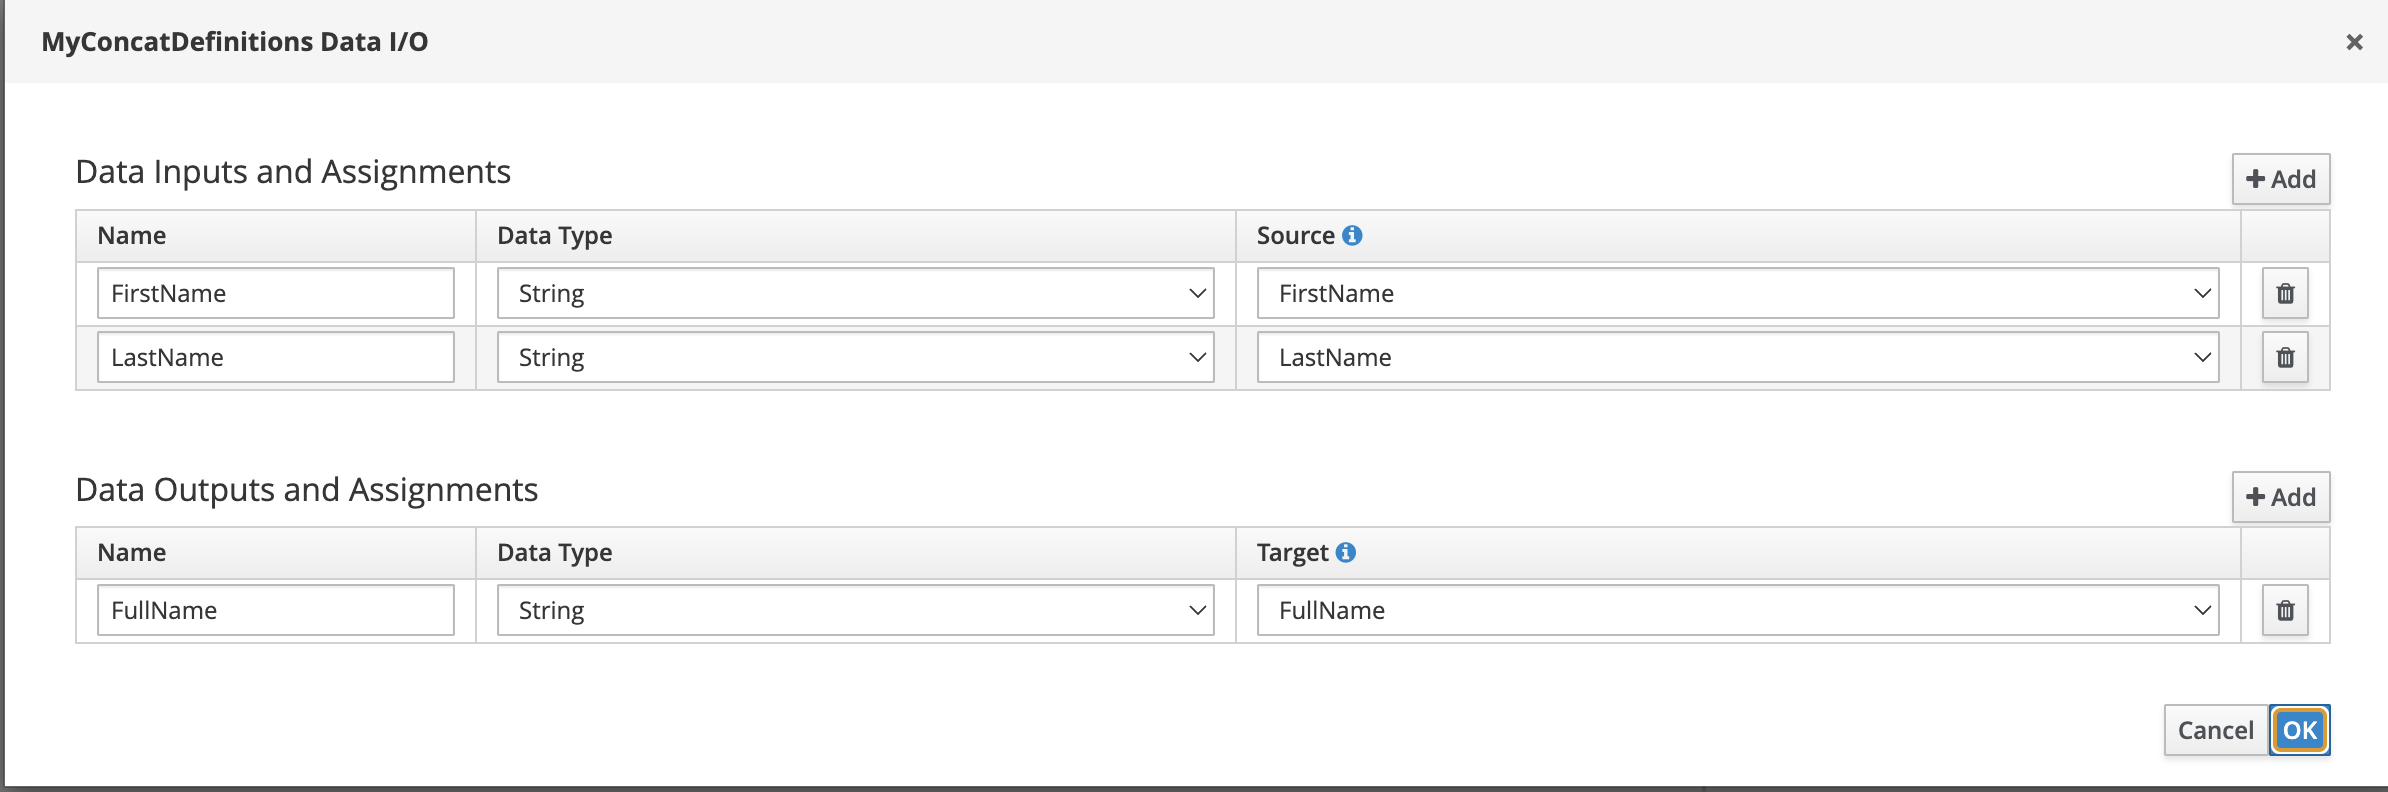 MyConcatDefinitions Data I/O
Data Inputs and Assignments
+ Add
Name Data Type Source
FirstName String FirstName
LastName String LastName
Data Outputs and Assignments
+ Add
Name Data Type Target
FullName String FullName
Cancel OK